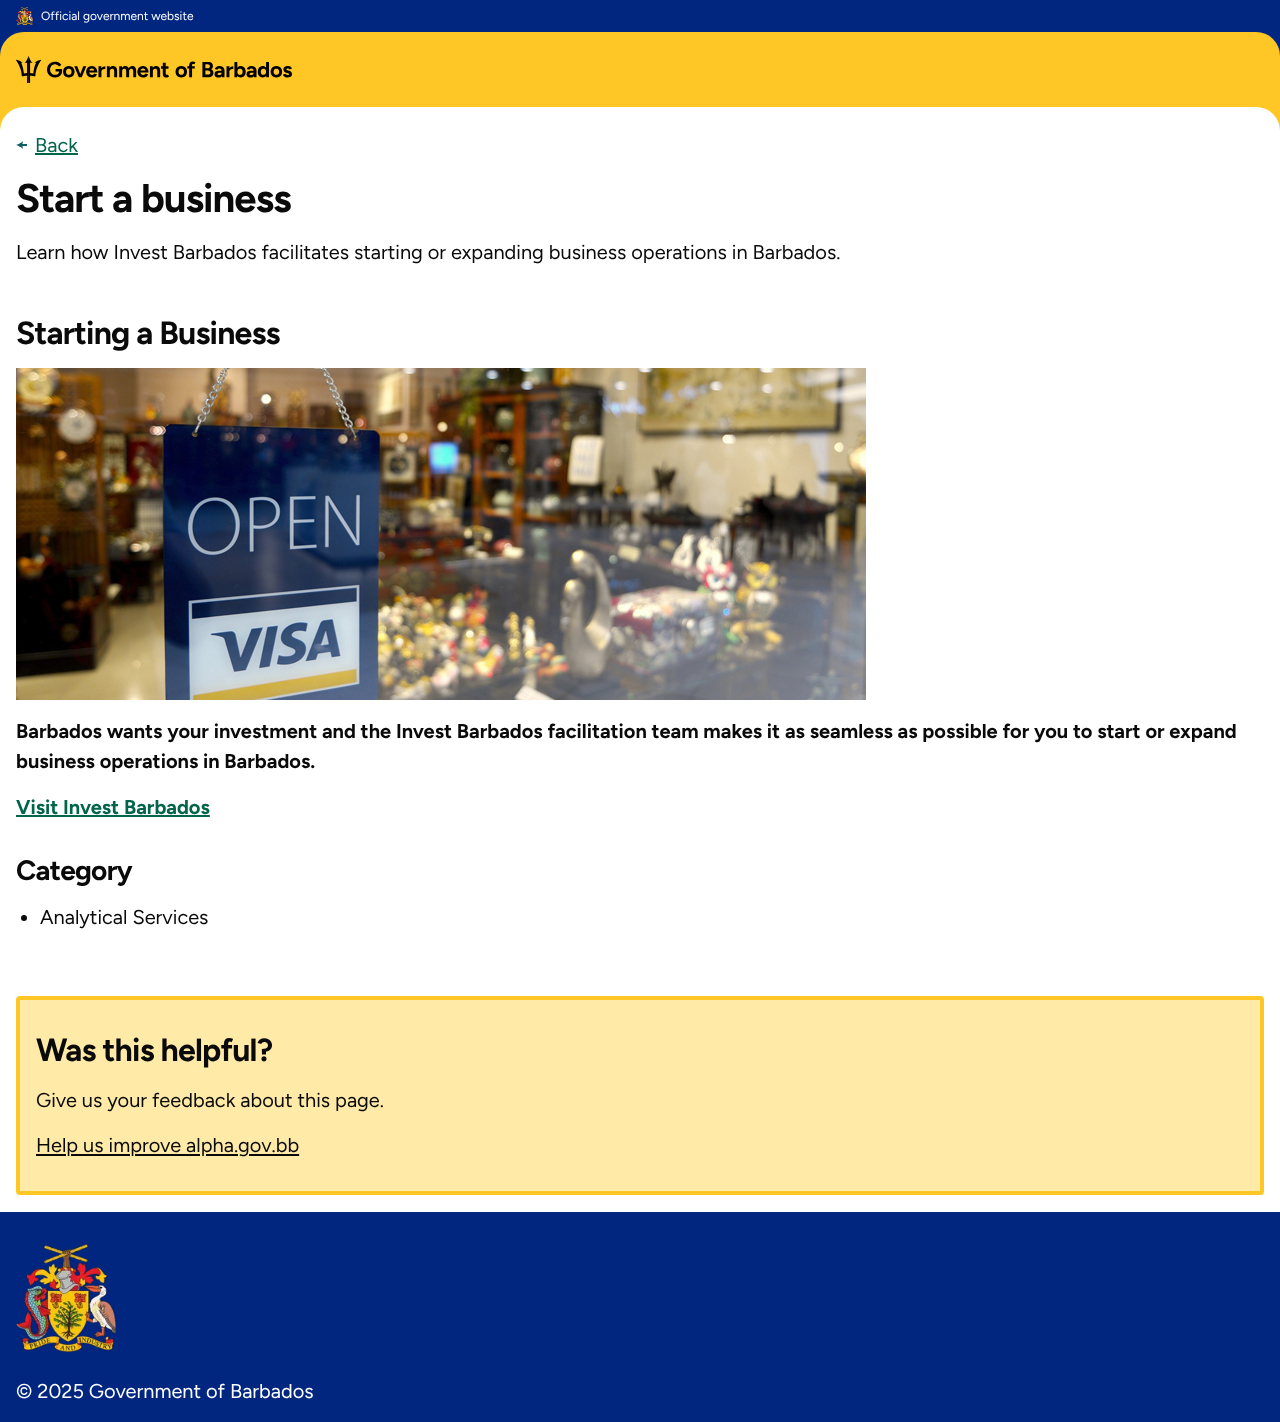 Official government website
Government of Barbados
Back
Start a business
Learn how Invest Barbados facilitates starting or expanding business operations in Barbados.
Starting a Business
OPEN
VISA
Barbados wants your investment and the Invest Barbados facilitation team makes it as seamless as possible for you to start or expand
business operations in Barbados.
Visit Invest Barbados
Category
• Analytical Services
Was this helpful?
Give us your feedback about this page.
Help us improve alpha.gov.bb
PRIDE AND INDUSTRY
© 2025 Government of Barbados